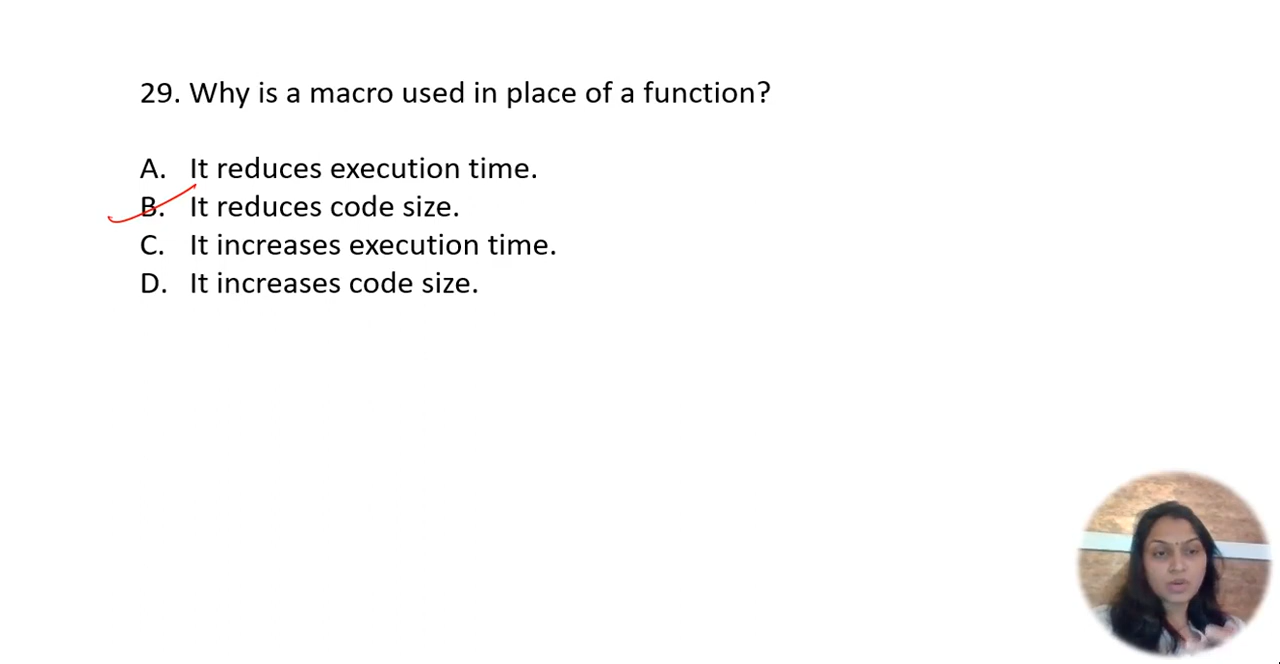 29. Why is a macro used in place of a function?
A. It reduces execution time.
B. It reduces code size.
C. It increases execution time.
D. It increases code size.